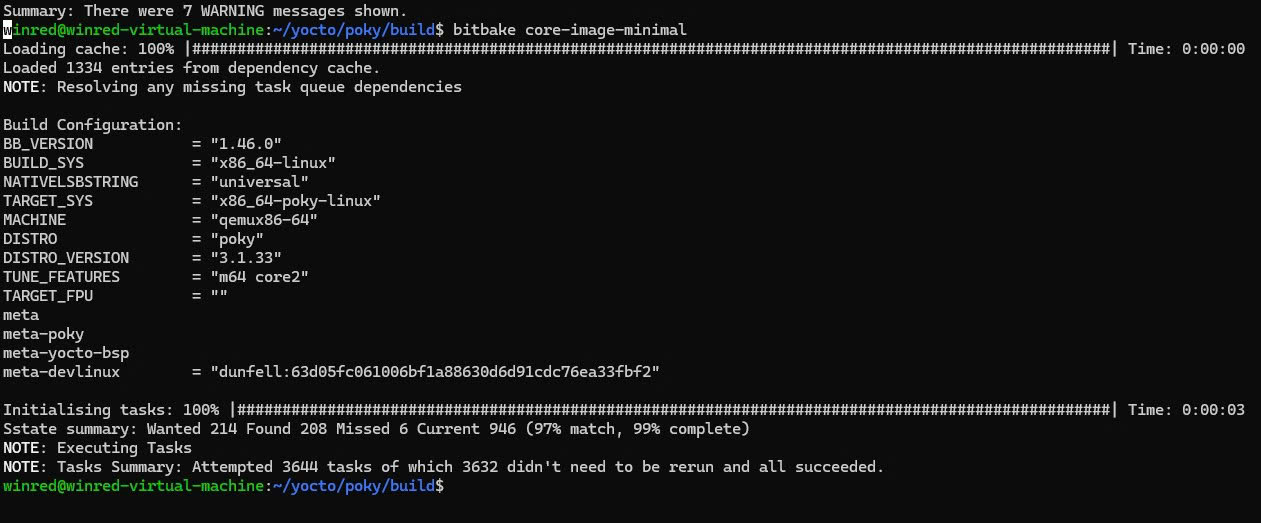 Summary: There were 7 WARNING messages shown.
winred@winred-virtual-machine:~/yocto/poky/build$ bitbake core-image-minimal
Loading cache: 100% |######################################################################################################| Time: 0:00:00
Loaded 1334 entries from dependency cache.
NOTE: Resolving any missing task queue dependencies
Build Configuration:
BB_VERSION           = "1.46.0"
BUILD_SYS            = "x86_64-linux"
NATIVELSBSTRING      = "universal"
TARGET_SYS           = "x86_64-poky-linux"
MACHINE              = "qemux86-64"
DISTRO               = "poky"
DISTRO_VERSION       = "3.1.33"
TUNE_FEATURES        = "m64 core2"
TARGET_FPU           = ""
meta
meta-poky
meta-yocto-bsp
meta-devlinux        = "dunfell:63d05fc061006bf1a88630d6d91cdc76ea33fbf2"
Initialising tasks: 100% |#################################################################################################| Time: 0:00:03
Sstate summary: Wanted 214 Found 208 Missed 6 Current 946 (97% match, 99% complete)
NOTE: Executing Tasks
NOTE: Tasks Summary: Attempted 3644 tasks of which 3632 didn't need to be rerun and all succeeded.
winred@winred-virtual-machine:~/yocto/poky/build$